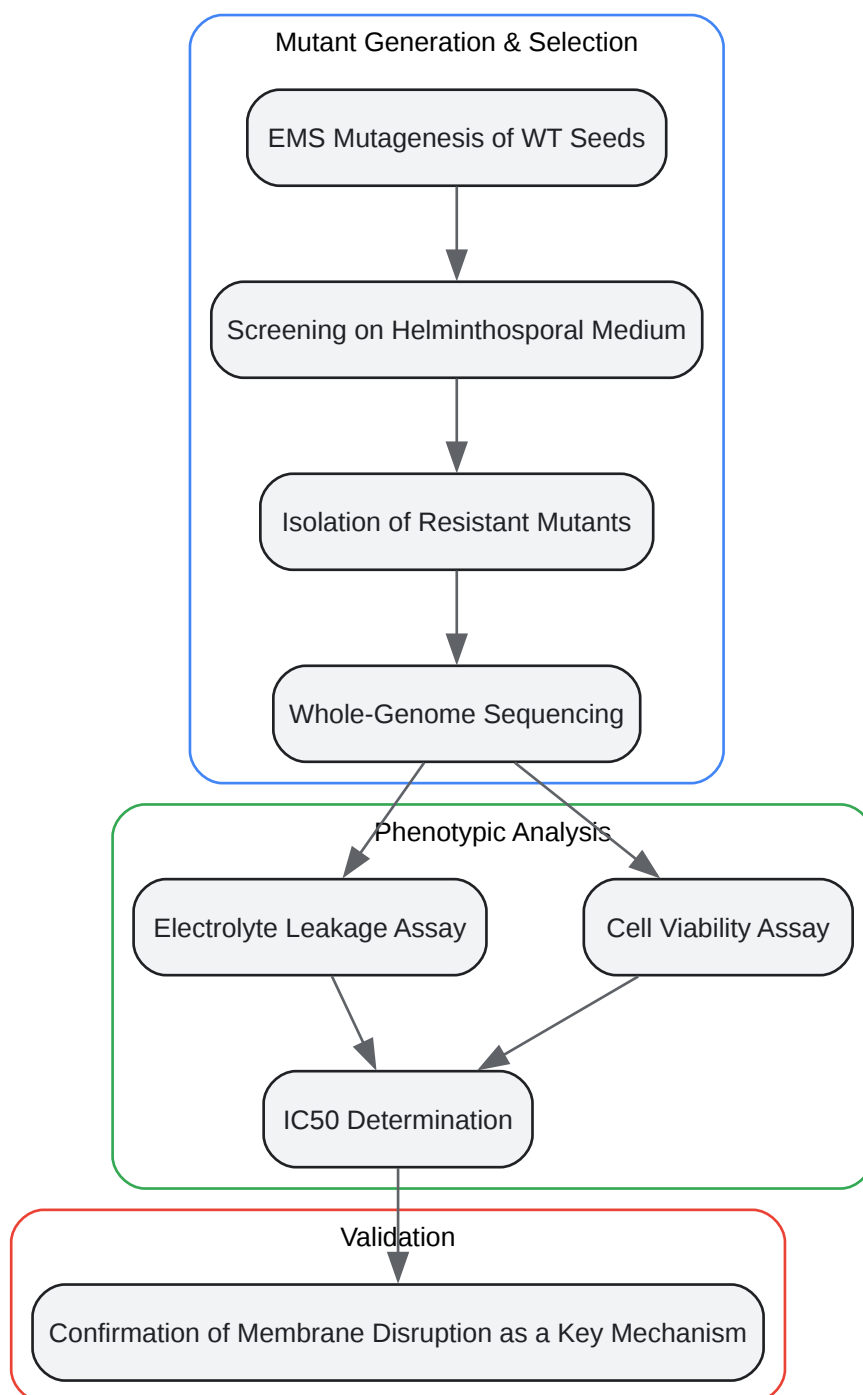 Mutant Generation & Selection
EMS Mutagenesis of WT Seeds
Screening on Helminthosporal Medium
Isolation of Resistant Mutants
Whole-Genome Sequencing
Phenotypic Analysis
Electrolyte Leakage Assay
Cell Viability Assay
IC50 Determination
Validation
Confirmation of Membrane Disruption as a Key Mechanism